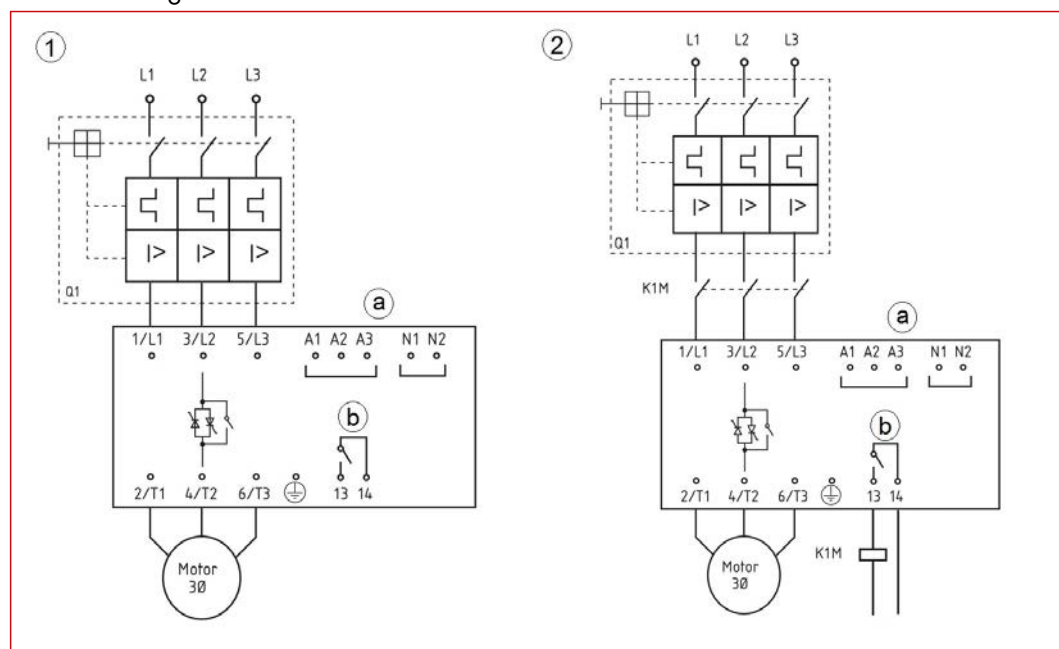 1
L1 L2 L3
Q1
a
1/L1 3/L2 5/L3 A1 A2 A3 N1 N2
b
2/T1 4/T2 6/T3 13 14
Motor
3Ø
2
L1 L2 L3
Q1
K1M
a
1/L1 3/L2 5/L3 A1 A2 A3 N1 N2
b
2/T1 4/T2 6/T3 13 14
K1M
Motor
3Ø